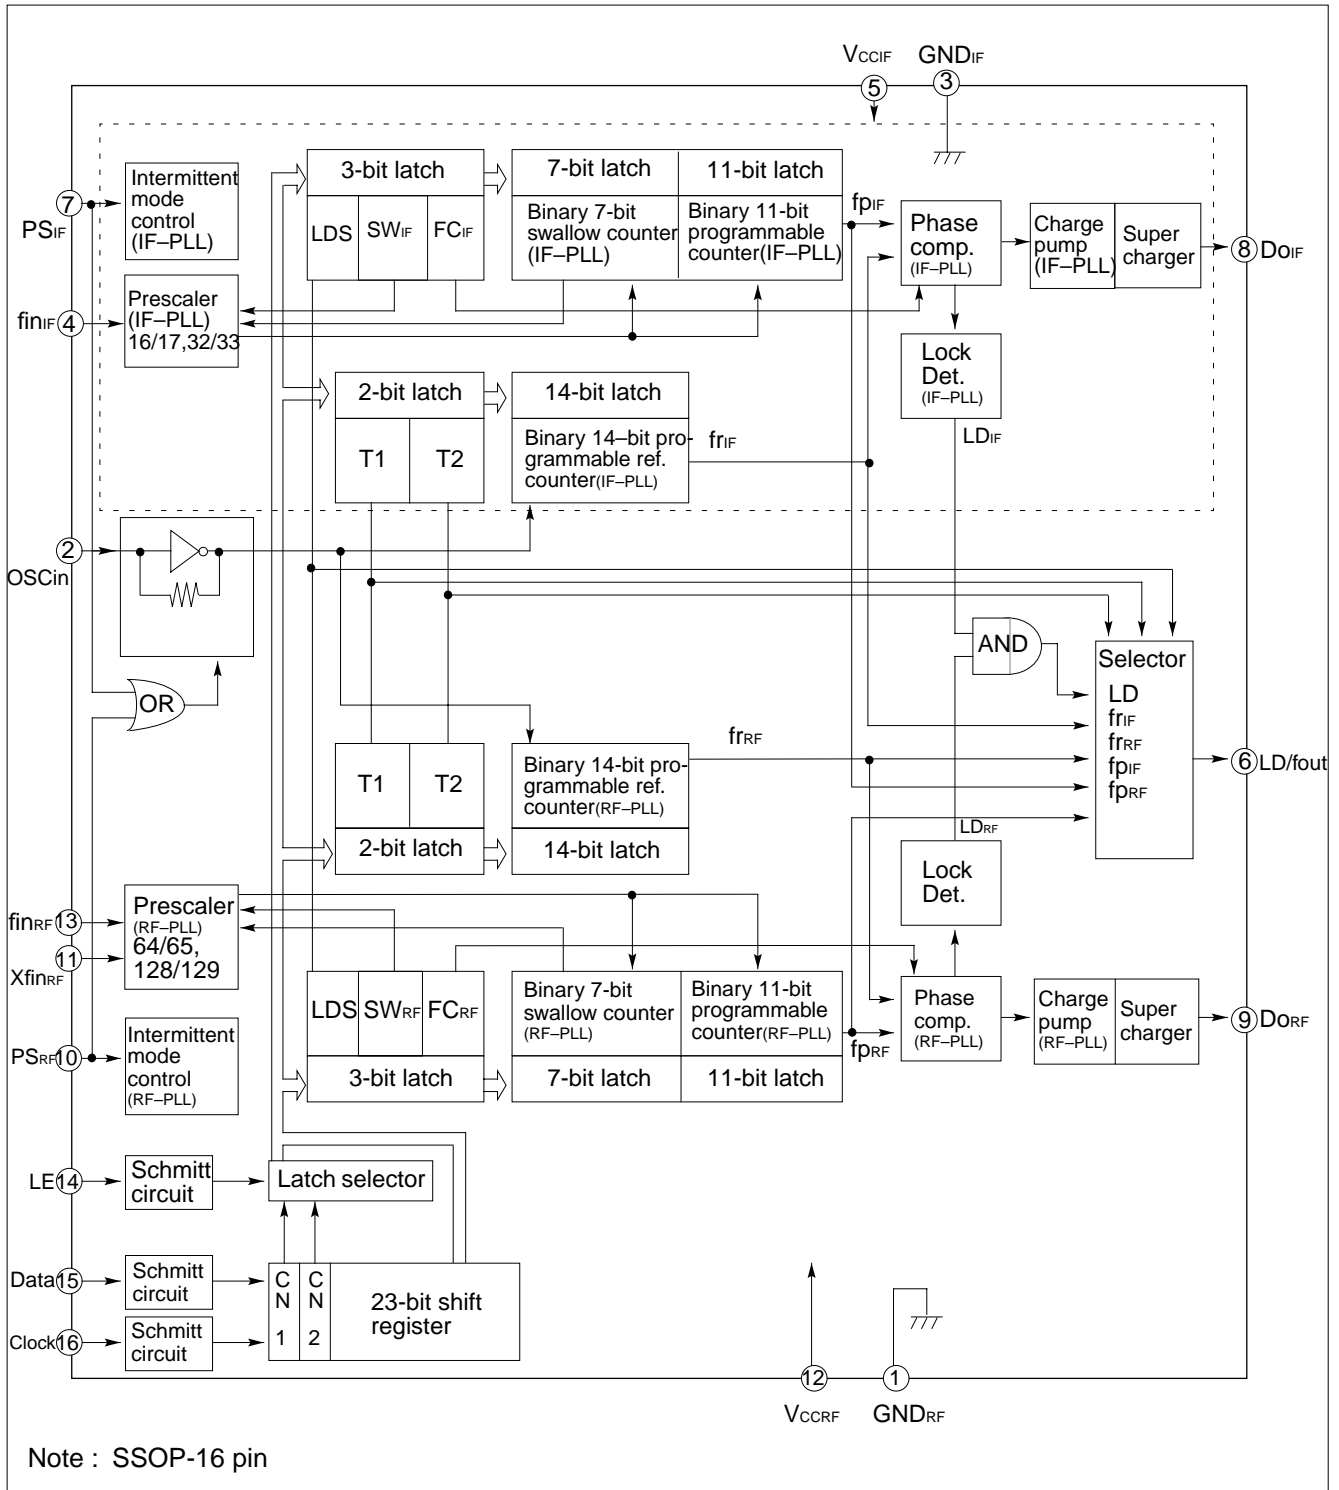 VCCIF GNDIF
5 3
Intermittent
mode
control
(IF–PLL)
3-bit latch
LDS SWIF FCIF
7-bit latch 11-bit latch
Binary 7-bit
swallow counter
(IF–PLL)
Binary 11-bit
programmable
counter(IF–PLL)
fpIF
Phase
comp.
(IF–PLL)
Charge
pump
(IF–PLL)
Super
charger
8 DoIF
7
PSIF
Prescaler
(IF–PLL)
16/17,32/33
finIF 4
Lock
Det.
(IF–PLL)
LDIF
2-bit latch
T1 T2
14-bit latch
Binary 14–bit pro-
grammable ref.
counter(IF–PLL)
frIF
2
OSCin
OR
AND
Selector
LD
frIF
frRF
fpIF
fpRF
6 LD/fout
T1 T2
2-bit latch
Binary 14-bit pro-
grammable ref.
counter(RF–PLL)
14-bit latch
frRF
LDRF
Lock
Det.
finRF 13
11
XfinRF
Prescaler
(RF–PLL)
64/65,
128/129
LDS SWRF FCRF
3-bit latch
Binary 7-bit
swallow counter
(RF–PLL)
Binary 11-bit
programmable
counter(RF–PLL)
7-bit latch 11-bit latch
fpRF
Phase
comp.
(RF–PLL)
Charge
pump
(RF–PLL)
Super
charger
9 DoRF
PSRF 10
Intermittent
mode
control
(RF–PLL)
LE 14
Schmitt
circuit
Latch selector
Data 15
Schmitt
circuit
Clock 16
Schmitt
circuit
C
N
1
C
N
2
23-bit shift
register
12 1
VCCRF GNDRF
Note : SSOP-16 pin